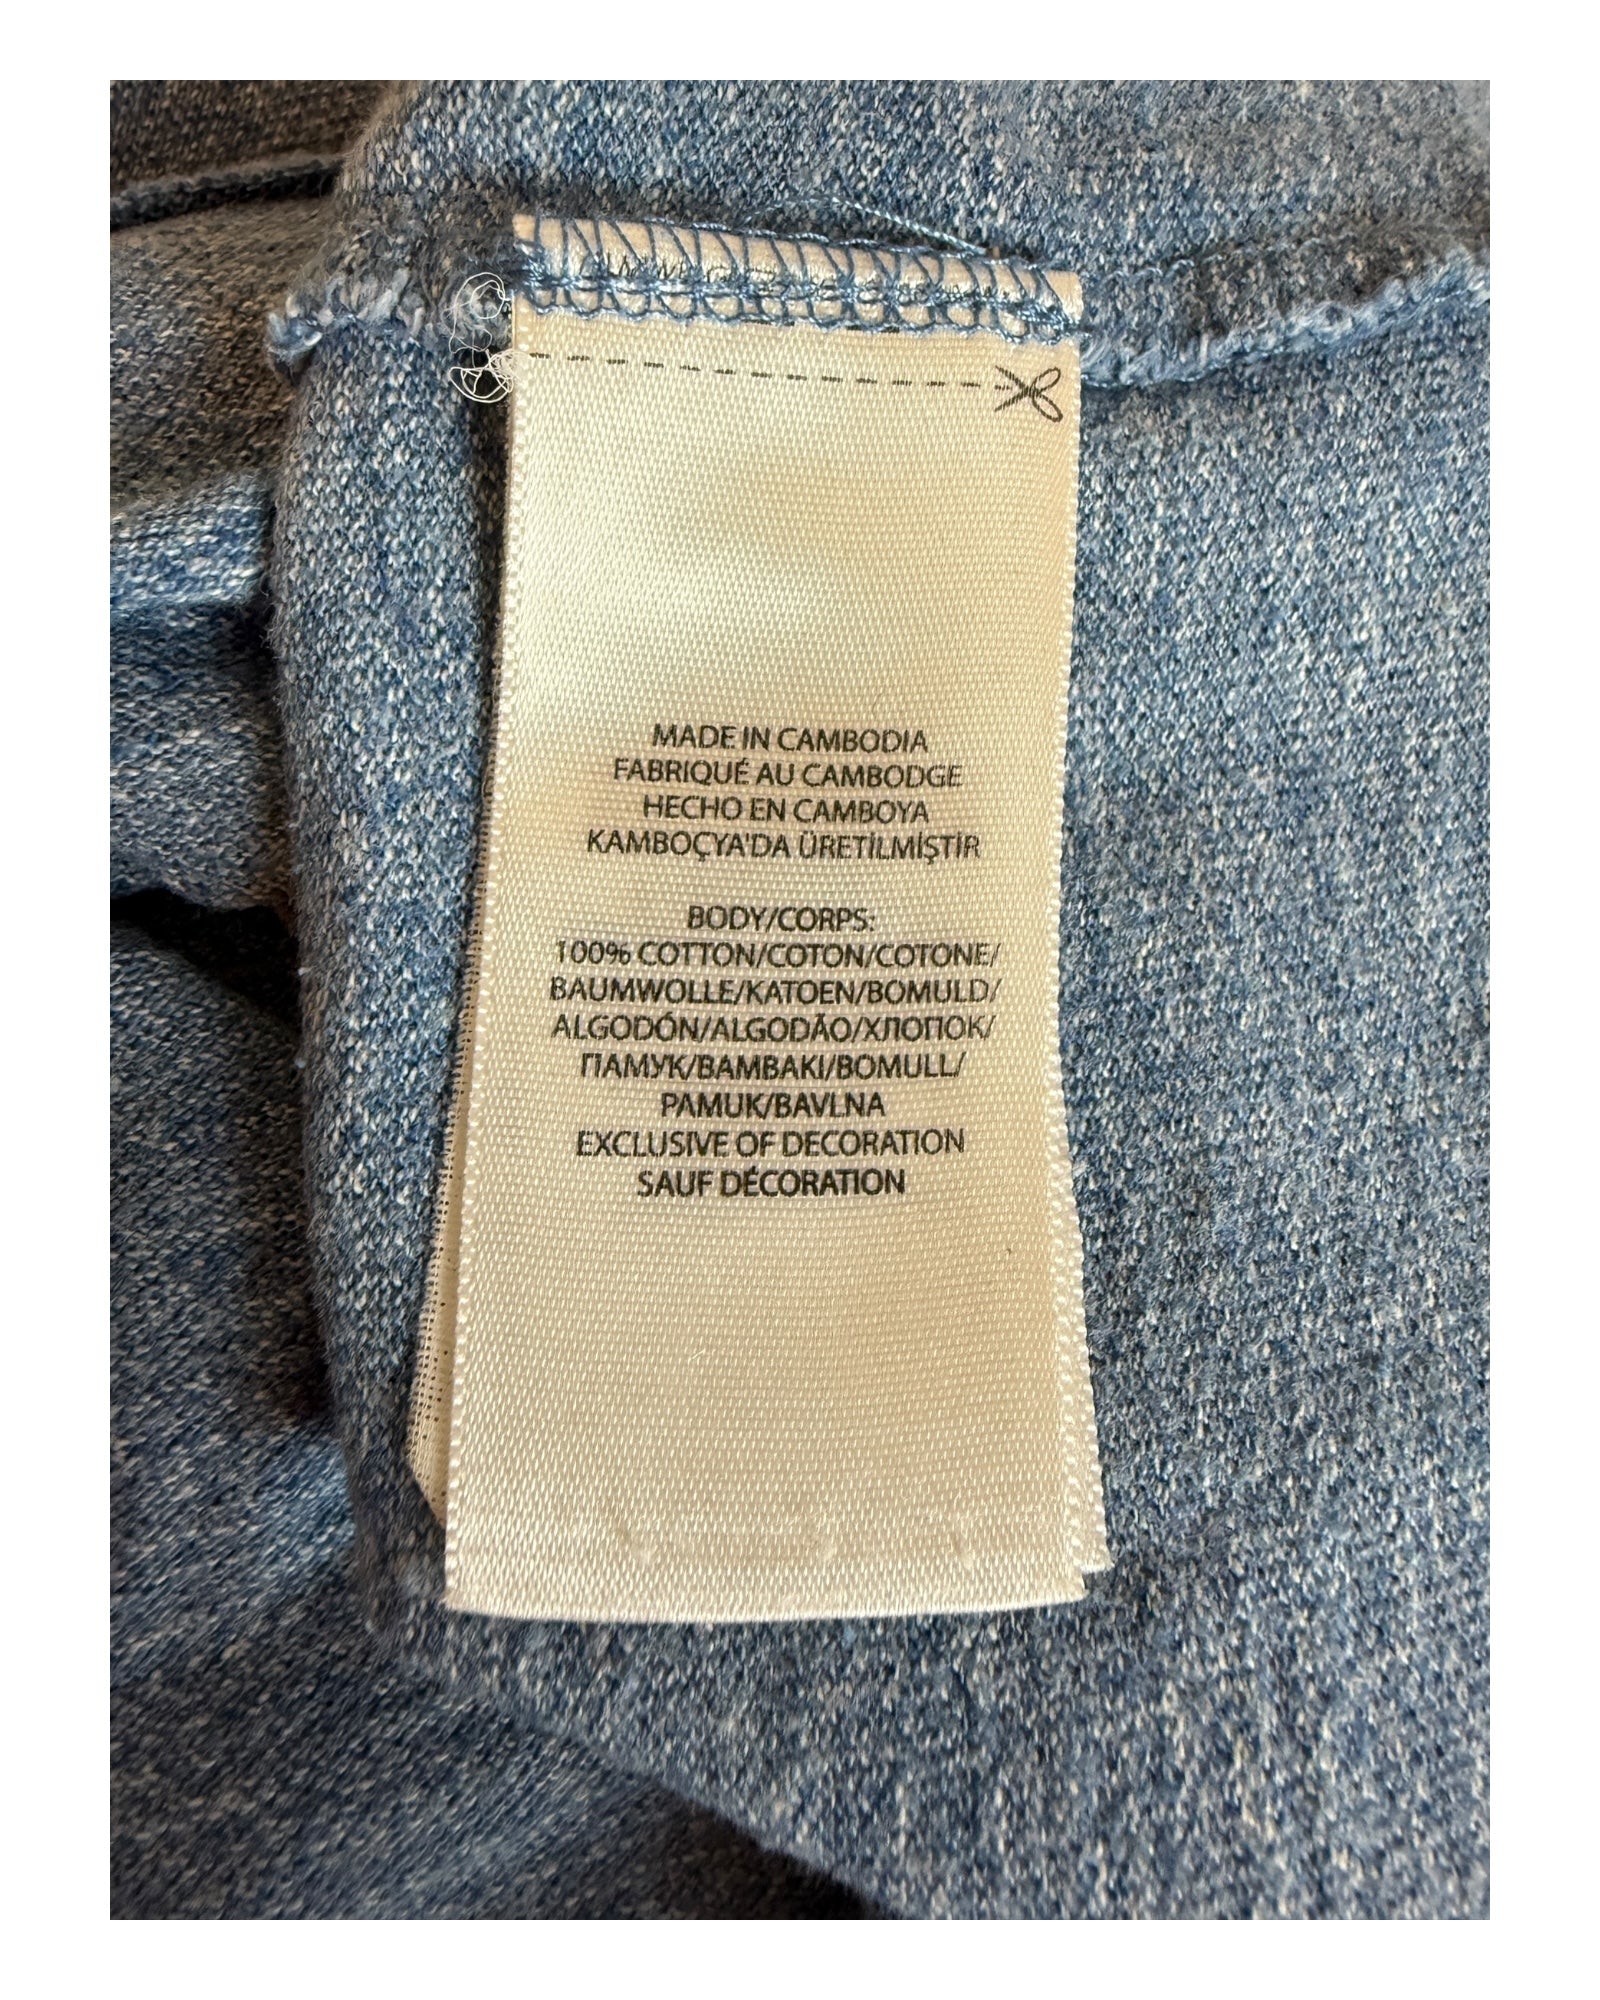 MADE IN CAMBODIA
FABRIQUÉ AU CAMBODGE
HECHO EN CAMBOYA
KAMBOÇYA'DA ÜRETİLMİŞTİR
BODY/CORPS:
100% COTTON/COTON/COTONE/
BAUMWOLLE/KATOEN/BOMULD/
ALGODÓN/ALGODÃO/ХЛОПОК/
ПАМУК/BAMBAKI/BOMULL/
PAMUK/BAVLNA
EXCLUSIVE OF DECORATION
SAUF DÉCORATION